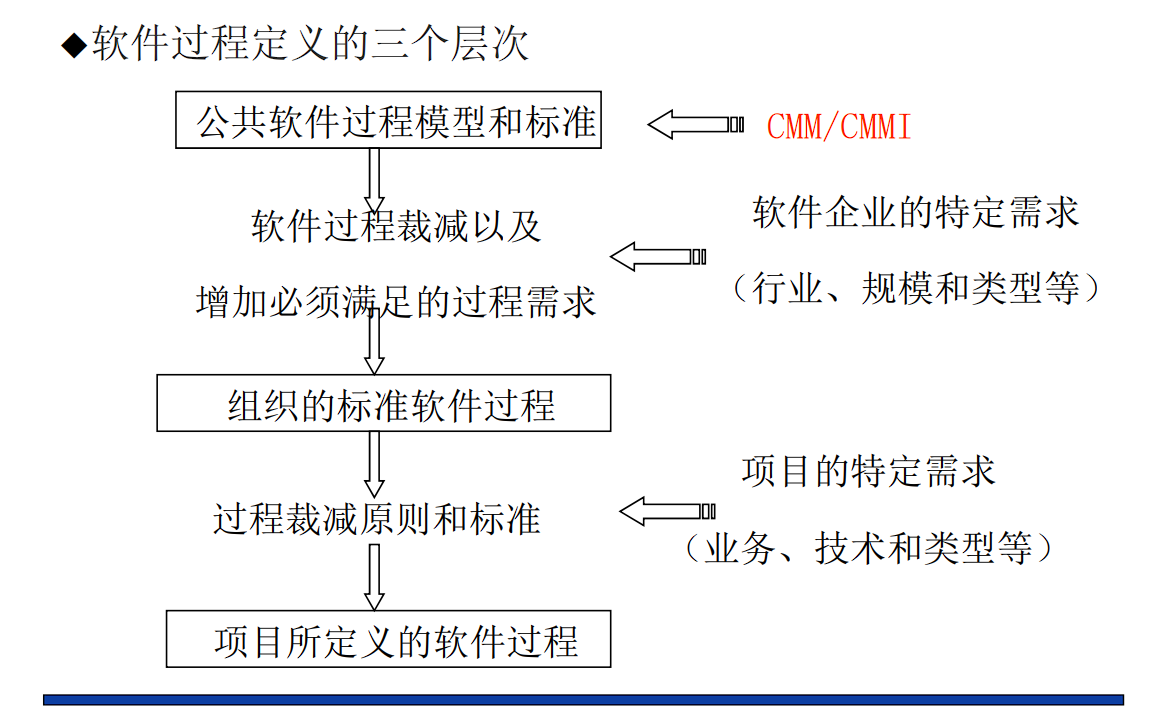 ◆软件过程定义的三个层次
公共软件过程模型和标准
CMM/CMMI
软件过程裁减以及
增加必须满足的过程需求
软件企业的特定需求
（行业、规模和类型等）
组织的标准软件过程
过程裁减原则和标准
项目的特定需求
（业务、技术和类型等）
项目所定义的软件过程